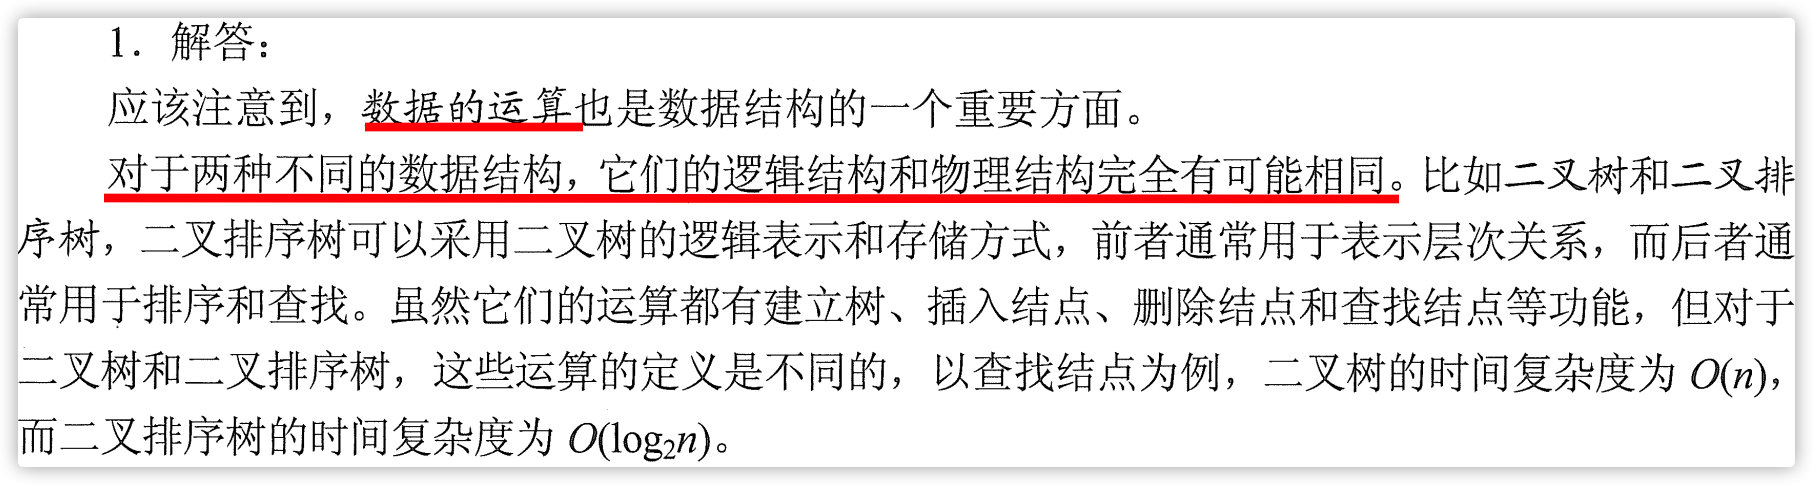 1. 解答：
应该注意到，数据的运算也是数据结构的一个重要方面。
对于两种不同的数据结构，它们的逻辑结构和物理结构完全有可能相同。比如二叉树和二叉排
序树，二叉排序树可以采用二叉树的逻辑表示和存储方式，前者通常用于表示层次关系，而后者通
常用于排序和查找。虽然它们的运算都有建立树、插入结点、删除结点和查找结点等功能，但对于
二叉树和二叉排序树，这些运算的定义是不同的，以查找结点为例，二叉树的时间复杂度为 O(n)，
而二叉排序树的时间复杂度为 O(log₂n)。